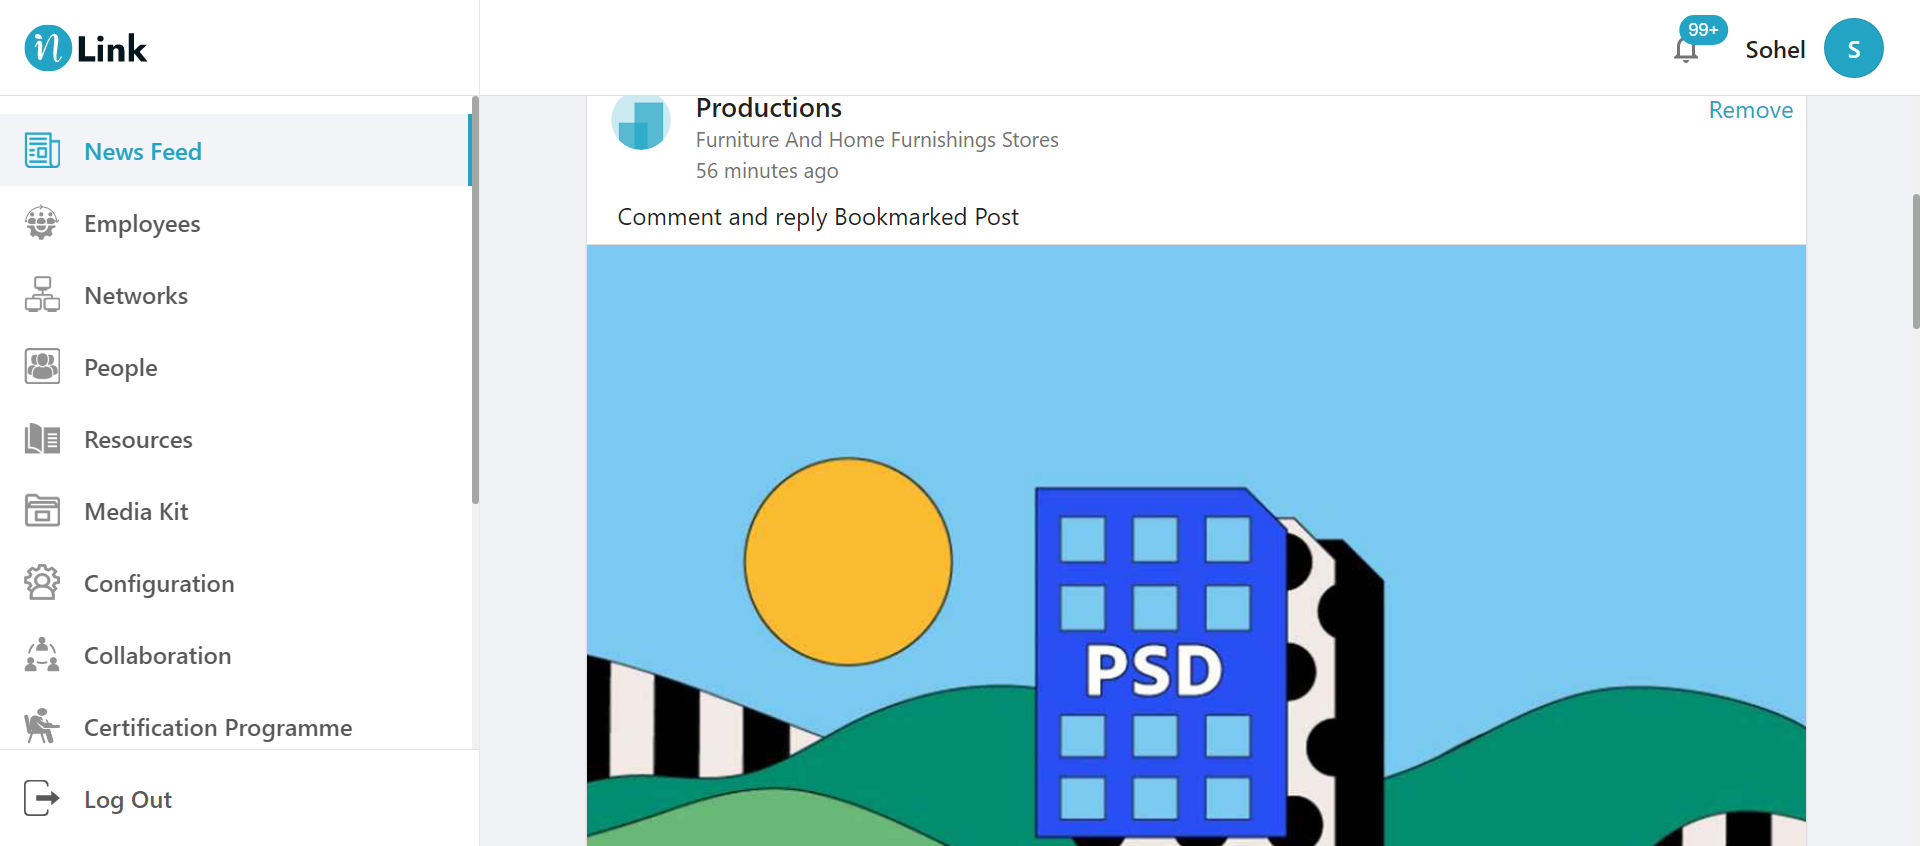 n Link
99+
Sohel
S
News Feed
Employees
Networks
People
Resources
Media Kit
Configuration
Collaboration
Certification Programme
Log Out
Productions
Remove
Furniture And Home Furnishings Stores
56 minutes ago
Comment and reply Bookmarked Post
PSD